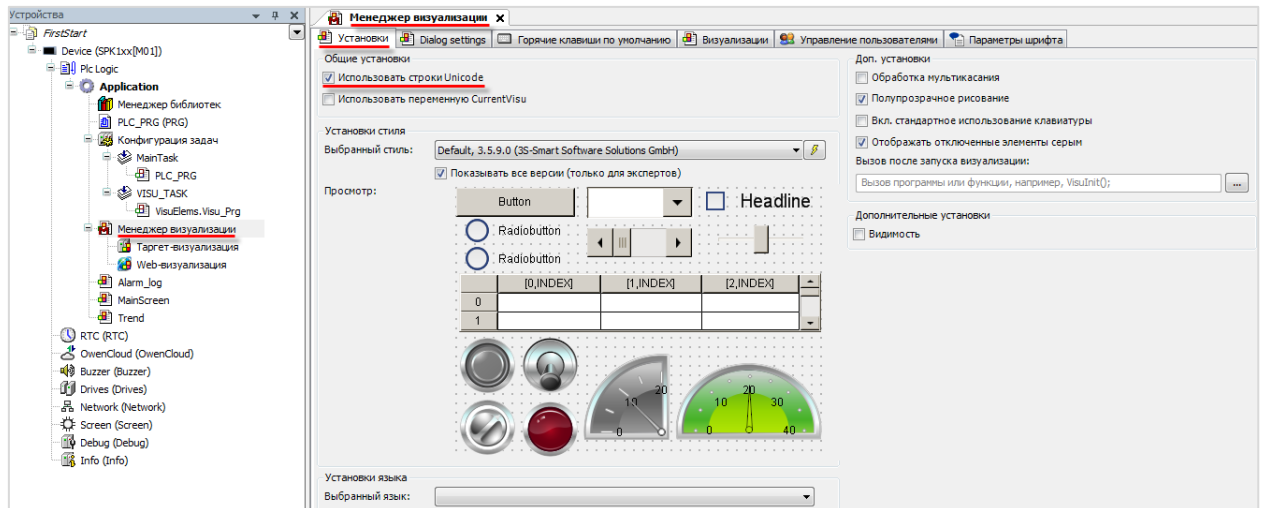 Устройства
FirstStart
Device (SPK1xx[M01])
Plc Logic
Application
Менеджер библиотек
PLC_PRG (PRG)
Конфигурация задач
MainTask
PLC_PRG
VISU_TASK
VisuElems.Visu_Prg
Менеджер визуализации
Таргет-визуализация
Web-визуализация
Alarm_log
MainScreen
Trend
RTC (RTC)
OwenCloud (OwenCloud)
Buzzer (Buzzer)
Drives (Drives)
Network (Network)
Screen (Screen)
Debug (Debug)
Info (Info)
Менеджер визуализации
Установки Dialog settings Горячие клавиши по умолчанию Визуализации Управление пользователями Параметры шрифта
Общие установки
Использовать строки Unicode
Использовать переменную CurrentVisu
Установки стиля
Выбранный стиль: Default, 3.5.9.0 (3S-Smart Software Solutions GmbH)
Показывать все версии (только для экспертов)
Просмотр:
Button Headline
Radiobutton
Radiobutton
[0,INDEX] [1,INDEX] [2,INDEX]
0
1
0 10 20
0 10 20 30 40
Установки языка
Выбранный язык:
Доп. установки
Обработка мультикасания
Полупрозрачное рисование
Вкл. стандартное использование клавиатуры
Отображать отключенные элементы серым
Вызов после запуска визуализации:
Вызов программы или функции, например, VisuInit(); ...
Дополнительные установки
Видимость